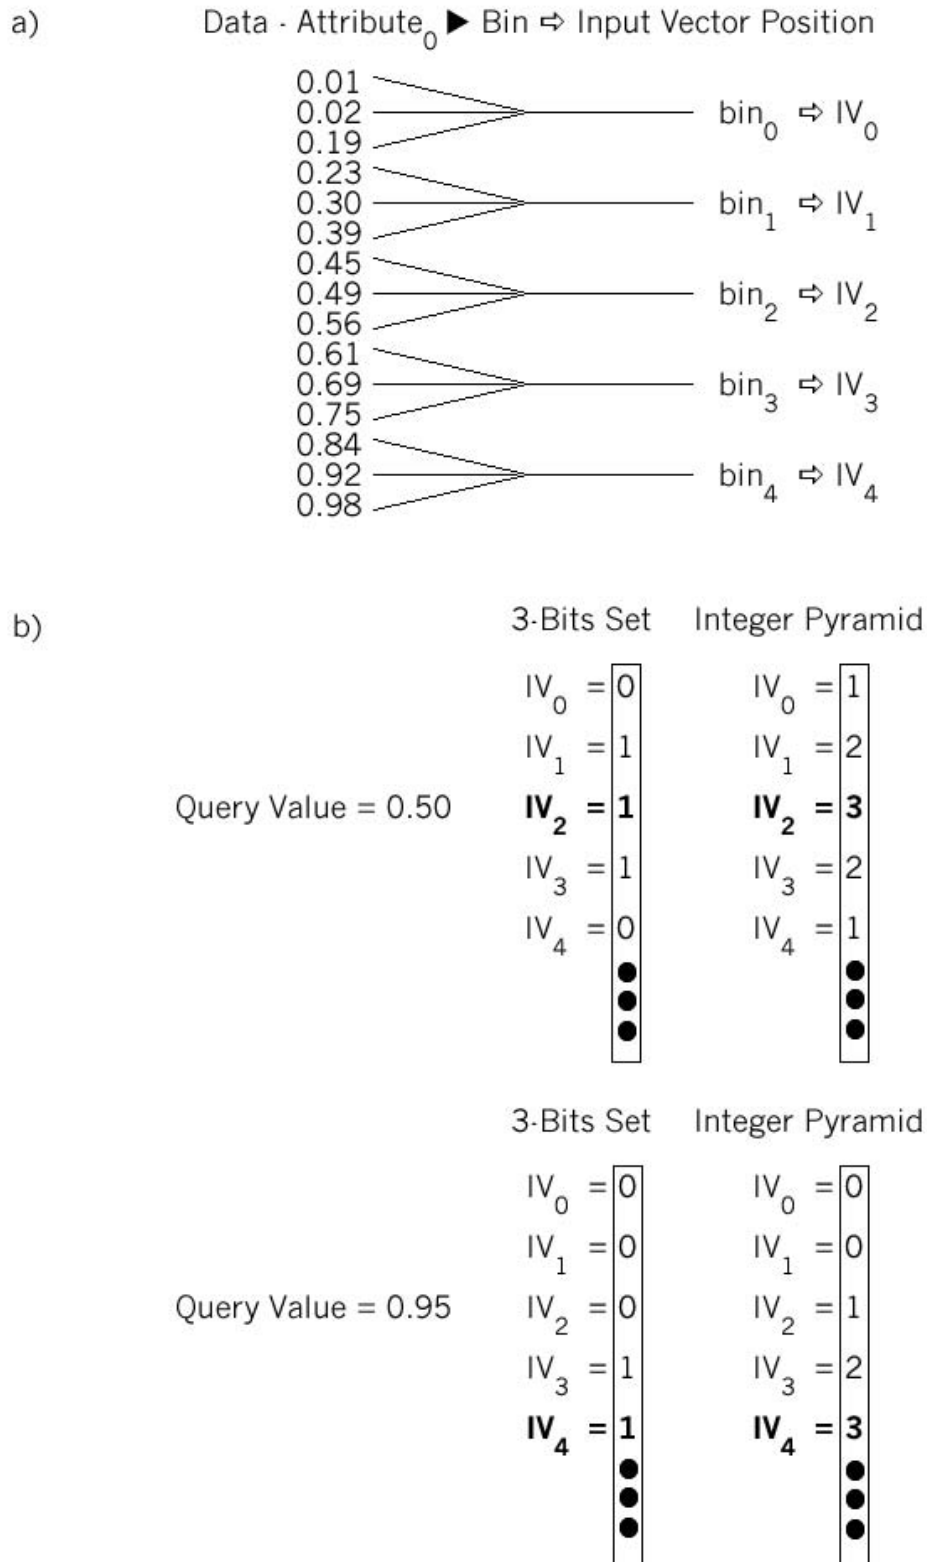 a) Data - Attribute₀ ▶ Bin ⇨ Input Vector Position
0.01
0.02 bin₀ ⇨ IV₀
0.19
0.23
0.30 bin₁ ⇨ IV₁
0.39
0.45
0.49 bin₂ ⇨ IV₂
0.56
0.61
0.69 bin₃ ⇨ IV₃
0.75
0.84
0.92 bin₄ ⇨ IV₄
0.98
b) 3-Bits Set Integer Pyramid
IV₀ = 0 IV₀ = 1
IV₁ = 1 IV₁ = 2
Query Value = 0.50 IV₂ = 1 IV₂ = 3
IV₃ = 1 IV₃ = 2
IV₄ = 0 IV₄ = 1
3-Bits Set Integer Pyramid
IV₀ = 0 IV₀ = 0
IV₁ = 0 IV₁ = 0
Query Value = 0.95 IV₂ = 0 IV₂ = 1
IV₃ = 1 IV₃ = 2
IV₄ = 1 IV₄ = 3